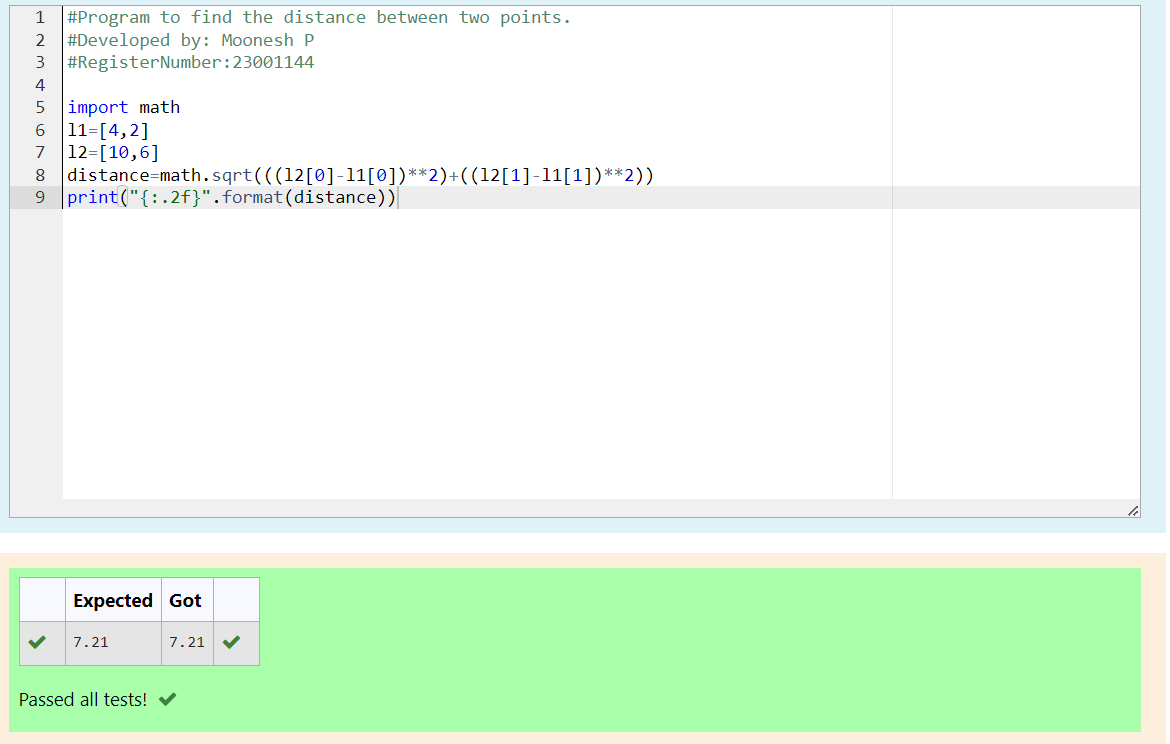 1 #Program to find the distance between two points.
2 #Developed by: Moonesh P
3 #RegisterNumber:23001144
4
5 import math
6 l1=[4,2]
7 l2=[10,6]
8 distance=math.sqrt(((l2[0]-l1[0])**2)+((l2[1]-l1[1])**2))
9 print("{:.2f}".format(distance))
Expected Got
7.21 7.21
Passed all tests!